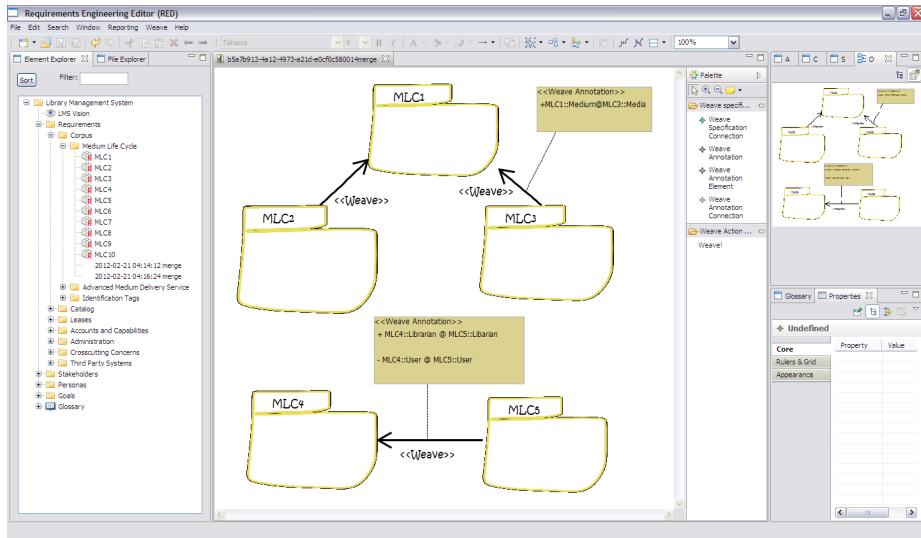 Requirements Engineering Editor (RED)
File Edit Search Window Reporting Weave Help
Tahoma 9 B I A 100%
Element Explorer File Explorer
b5a7b913-4a12-4973-a21d-e0cf0c580014merge
A C S O
Sort Filter:
Library Management System
LMS Vision
Requirements
Corpus
Medium Life Cycle
MLC1
MLC2
MLC3
MLC4
MLC5
MLC6
MLC7
MLC8
MLC9
MLC10
2012-02-21 04:14:12 merge
2012-02-21 04:16:24 merge
Advanced Medium Delivery Service
Identification Tags
Catalog
Leases
Accounts and Capabilities
Administration
Crosscutting Concerns
Third Party Systems
Stakeholders
Personas
Goals
Glossary
MLC1
<<Weave Annotation>>
+MLC1::Medium@MLC3::Media
<<Weave>>
<<Weave>>
MLC2
MLC3
<<Weave Annotation>>
+ MLC4::Librarian @ MLC5::Libarian
- MLC4::User @ MLC5::User
MLC4
MLC5
<<Weave>>
Palette
Weave specifi...
Weave
Specification
Connection
Weave
Annotation
Weave
Annotation
Element
Weave
Annotation
Connection
Weave Action ...
Weave!
Glossary Properties
Undefined
Core
Rulers & Grid
Appearance
Property Value